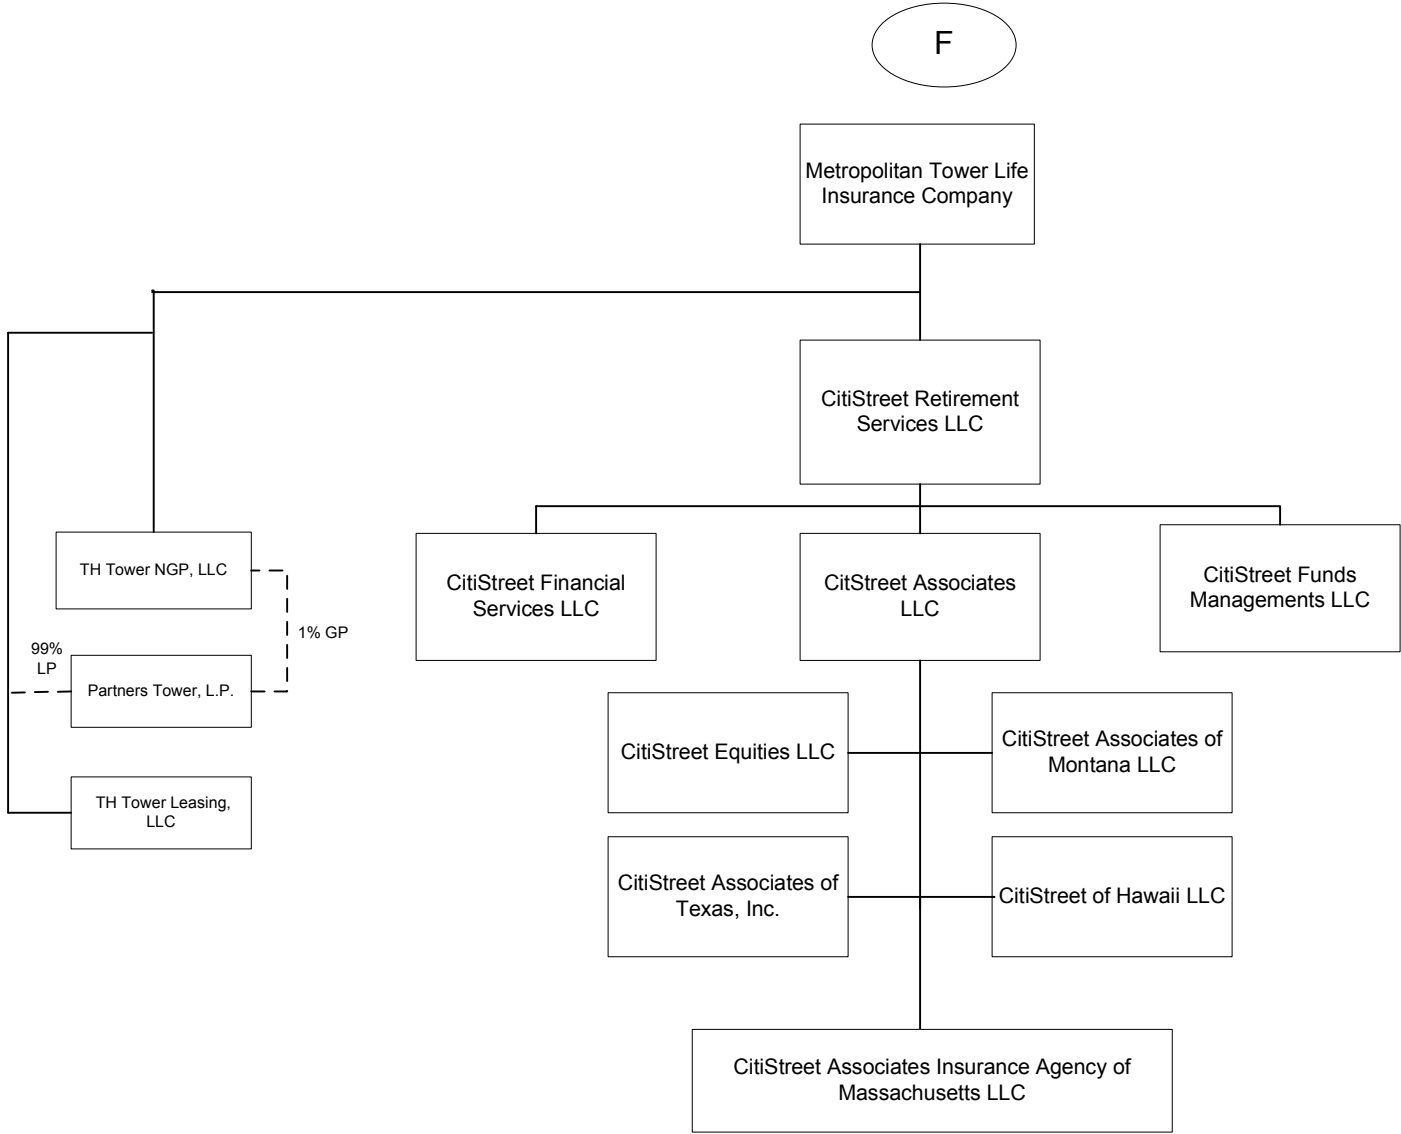 F
Metropolitan Tower Life
Insurance Company
CitiStreet Retirement
Services LLC
TH Tower NGP, LLC
1% GP
99%
LP
Partners Tower, L.P.
TH Tower Leasing,
LLC
CitiStreet Financial
Services LLC
CitStreet Associates
LLC
CitiStreet Funds
Managements LLC
CitiStreet Equities LLC
CitiStreet Associates of
Montana LLC
CitiStreet Associates of
Texas, Inc.
CitiStreet of Hawaii LLC
CitiStreet Associates Insurance Agency of
Massachusetts LLC